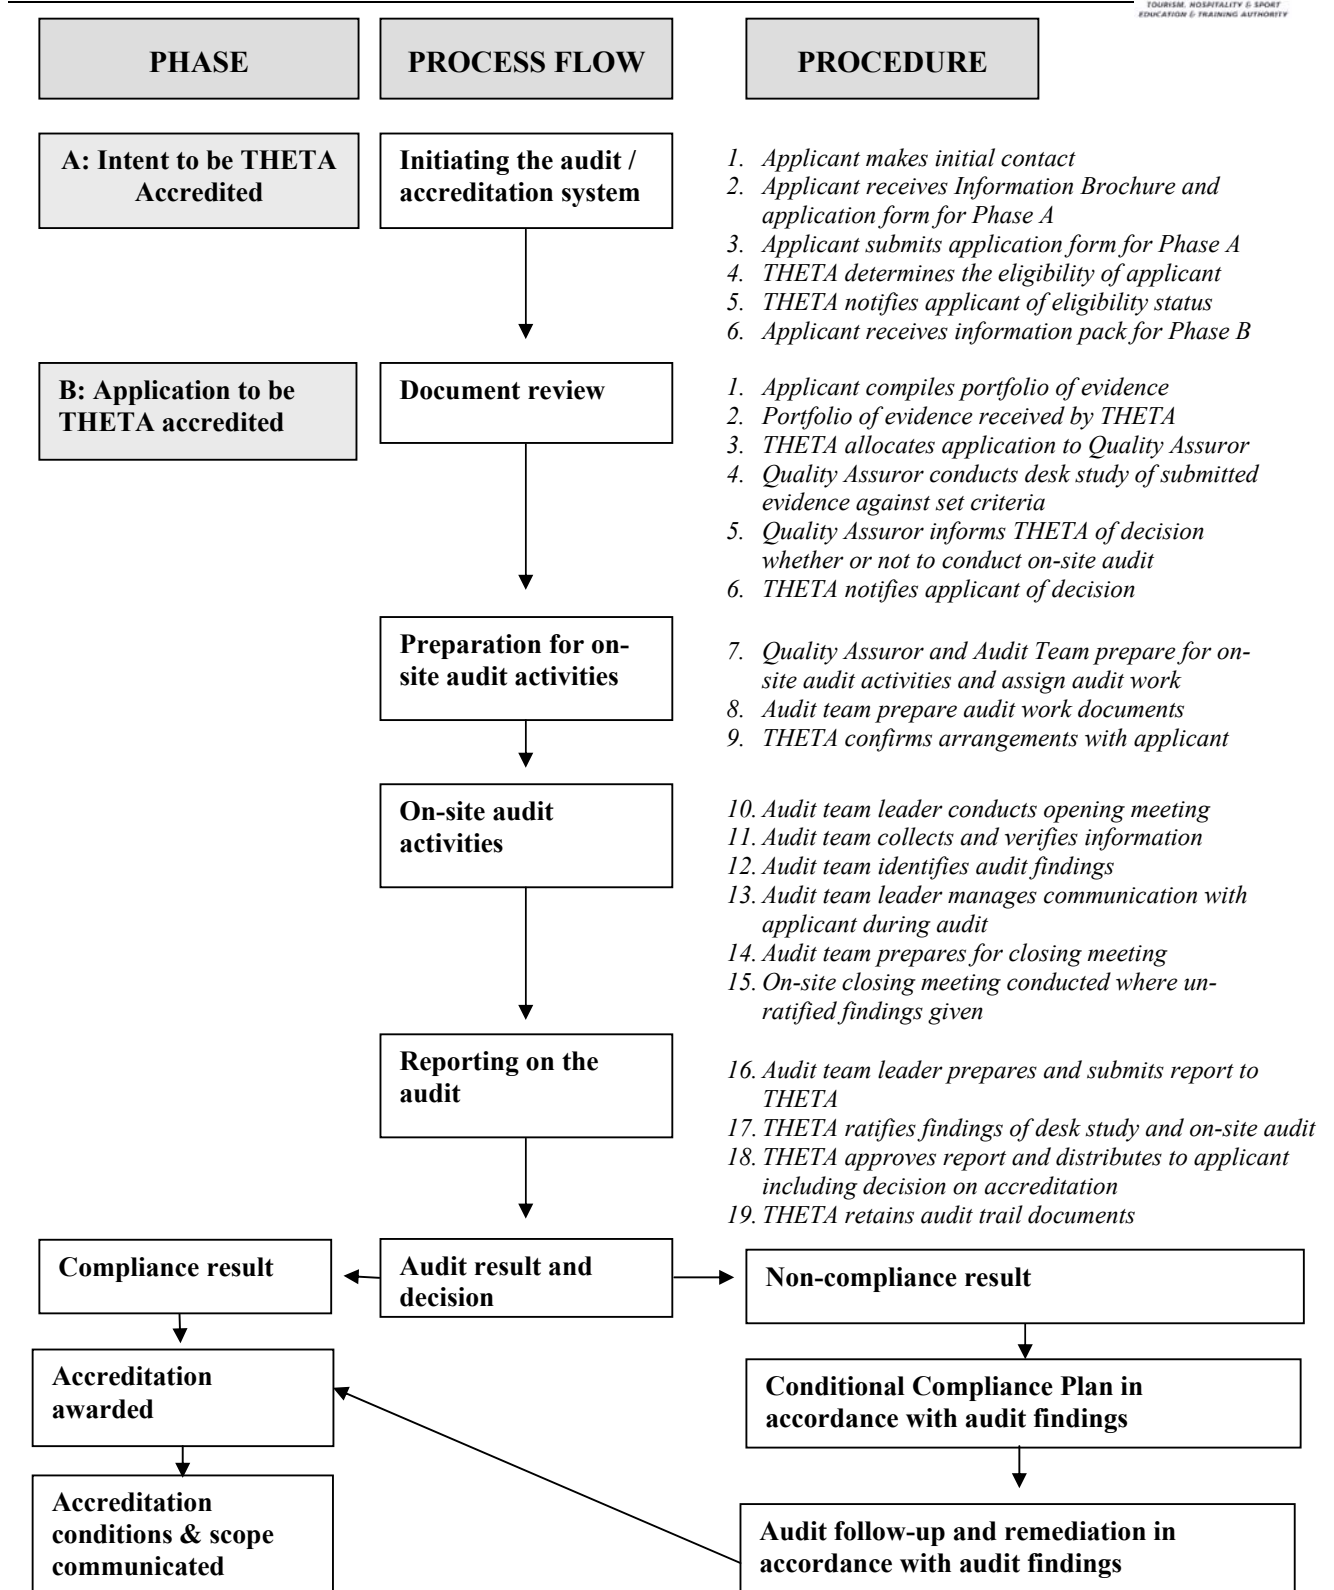 TOURISM, HOSPITALITY & SPORT
EDUCATION & TRAINING AUTHORITY
PHASE
PROCESS FLOW
PROCEDURE
A: Intent to be THETA
Accredited
Initiating the audit /
accreditation system
1. Applicant makes initial contact
2. Applicant receives Information Brochure and
application form for Phase A
3. Applicant submits application form for Phase A
4. THETA determines the eligibility of applicant
5. THETA notifies applicant of eligibility status
6. Applicant receives information pack for Phase B
B: Application to be
THETA accredited
Document review
1. Applicant compiles portfolio of evidence
2. Portfolio of evidence received by THETA
3. THETA allocates application to Quality Assuror
4. Quality Assuror conducts desk study of submitted
evidence against set criteria
5. Quality Assuror informs THETA of decision
whether or not to conduct on-site audit
6. THETA notifies applicant of decision
Preparation for on-
site audit activities
7. Quality Assuror and Audit Team prepare for on-
site audit activities and assign audit work
8. Audit team prepare audit work documents
9. THETA confirms arrangements with applicant
On-site audit
activities
10. Audit team leader conducts opening meeting
11. Audit team collects and verifies information
12. Audit team identifies audit findings
13. Audit team leader manages communication with
applicant during audit
14. Audit team prepares for closing meeting
15. On-site closing meeting conducted where un-
ratified findings given
Reporting on the
audit
16. Audit team leader prepares and submits report to
THETA
17. THETA ratifies findings of desk study and on-site audit
18. THETA approves report and distributes to applicant
including decision on accreditation
19. THETA retains audit trail documents
Compliance result
Audit result and
decision
Non-compliance result
Accreditation
awarded
Conditional Compliance Plan in
accordance with audit findings
Accreditation
conditions & scope
communicated
Audit follow-up and remediation in
accordance with audit findings